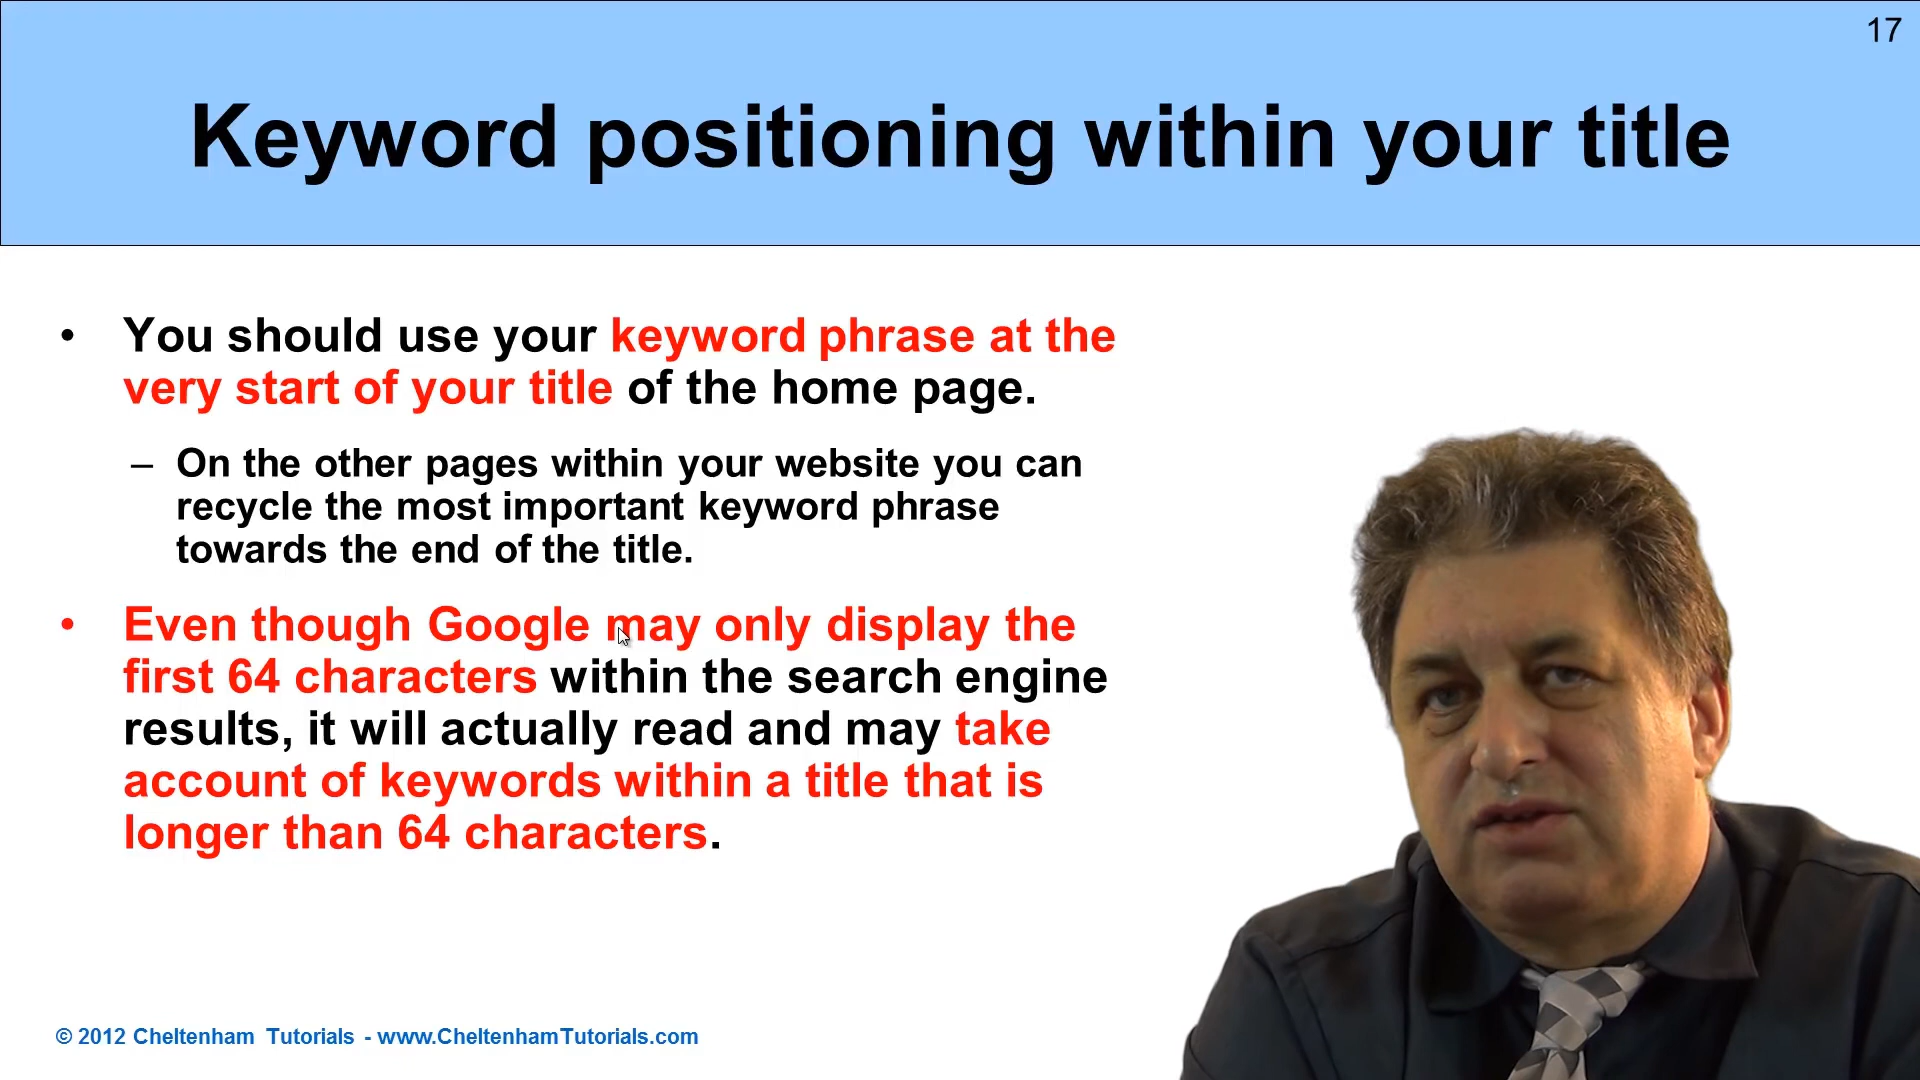 17
Keyword positioning within your title
• You should use your keyword phrase at the
very start of your title of the home page.
– On the other pages within your website you can
recycle the most important keyword phrase
towards the end of the title.
• Even though Google may only display the
first 64 characters within the search engine
results, it will actually read and may take
account of keywords within a title that is
longer than 64 characters.
© 2012 Cheltenham Tutorials - www.CheltenhamTutorials.com